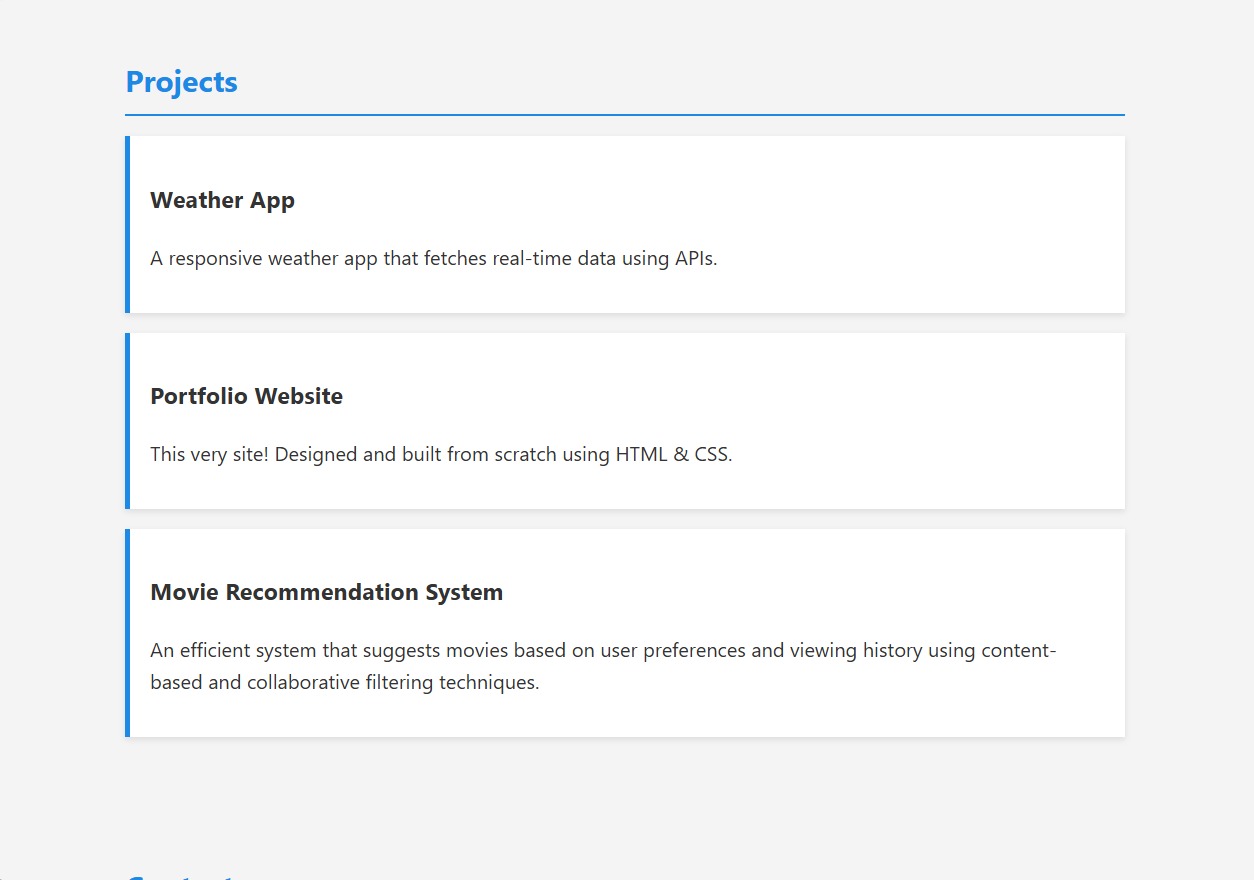 Projects
Weather App
A responsive weather app that fetches real-time data using APIs.
Portfolio Website
This very site! Designed and built from scratch using HTML & CSS.
Movie Recommendation System
An efficient system that suggests movies based on user preferences and viewing history using content-
based and collaborative filtering techniques.